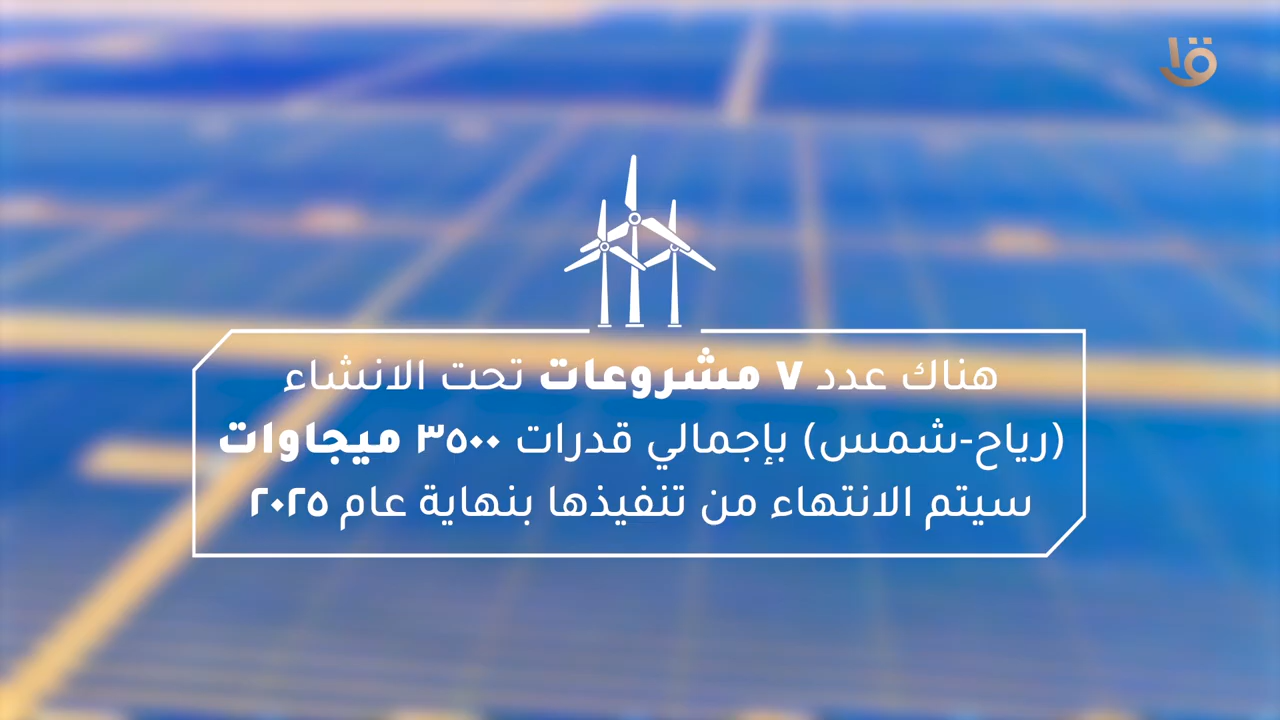 هناك عدد ٧ مشروعات تحت الانشاء
(رياح-شمس) بإجمالي قدرات ٣٥٠٠ ميجاوات
سيتم الانتهاء من تنفيذها بنهاية عام ٢٠٢٥